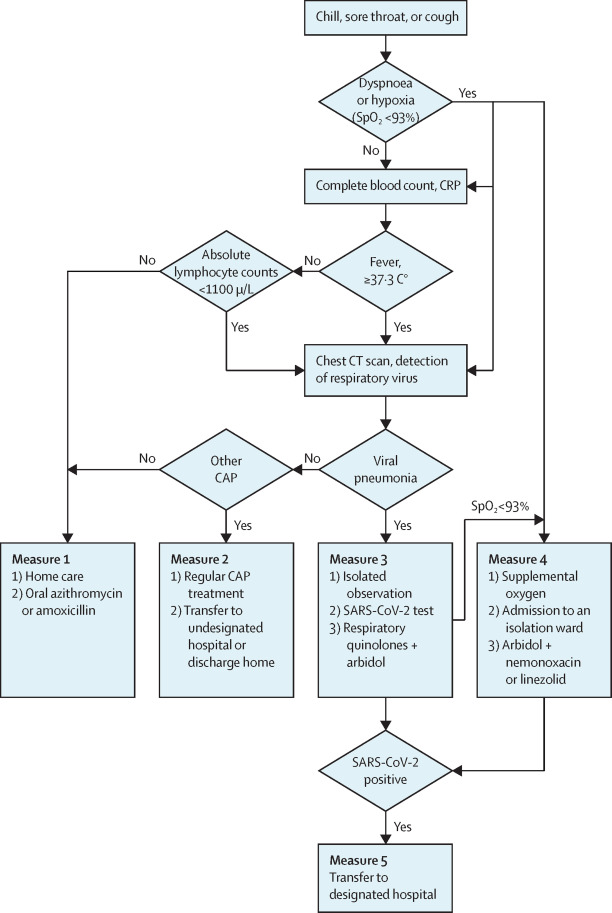 Chill, sore throat, or cough
Dyspnoea
or hypoxia
(SpO₂ <93%)
Yes
No
Complete blood count, CRP
Fever,
≥37·3 C°
No
Absolute
lymphocyte counts
<1100 µ/L
No
Yes
Yes
Chest CT scan, detection
of respiratory virus
Viral
pneumonia
No
Other
CAP
No
Yes
Yes
SpO₂<93%
Measure 1
1) Home care
2) Oral azithromycin
or amoxicillin
Measure 2
1) Regular CAP
treatment
2) Transfer to
undesignated
hospital or
discharge home
Measure 3
1) Isolated
observation
2) SARS-CoV-2 test
3) Respiratory
quinolones +
arbidol
Measure 4
1) Supplemental
oxygen
2) Admission to an
isolation ward
3) Arbidol +
nemonoxacin
or linezolid
SARS-CoV-2
positive
Yes
Measure 5
Transfer to
designated hospital